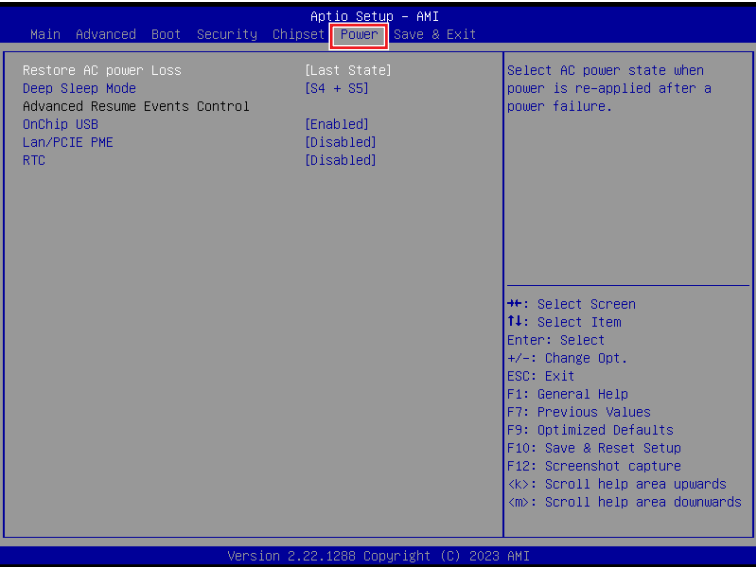 Aptio Setup – AMI
Main Advanced Boot Security Chipset Power Save & Exit
Restore AC power Loss [Last State]
Deep Sleep Mode [S4 + S5]
Advanced Resume Events Control
OnChip USB [Enabled]
Lan/PCIE PME [Disabled]
RTC [Disabled]
Select AC power state when
power is re-applied after a
power failure.
→←: Select Screen
↑↓: Select Item
Enter: Select
+/-: Change Opt.
ESC: Exit
F1: General Help
F7: Previous Values
F9: Optimized Defaults
F10: Save & Reset Setup
F12: Screenshot capture
<k>: Scroll help area upwards
<m>: Scroll help area downwards
Version 2.22.1288 Copyright (C) 2023 AMI